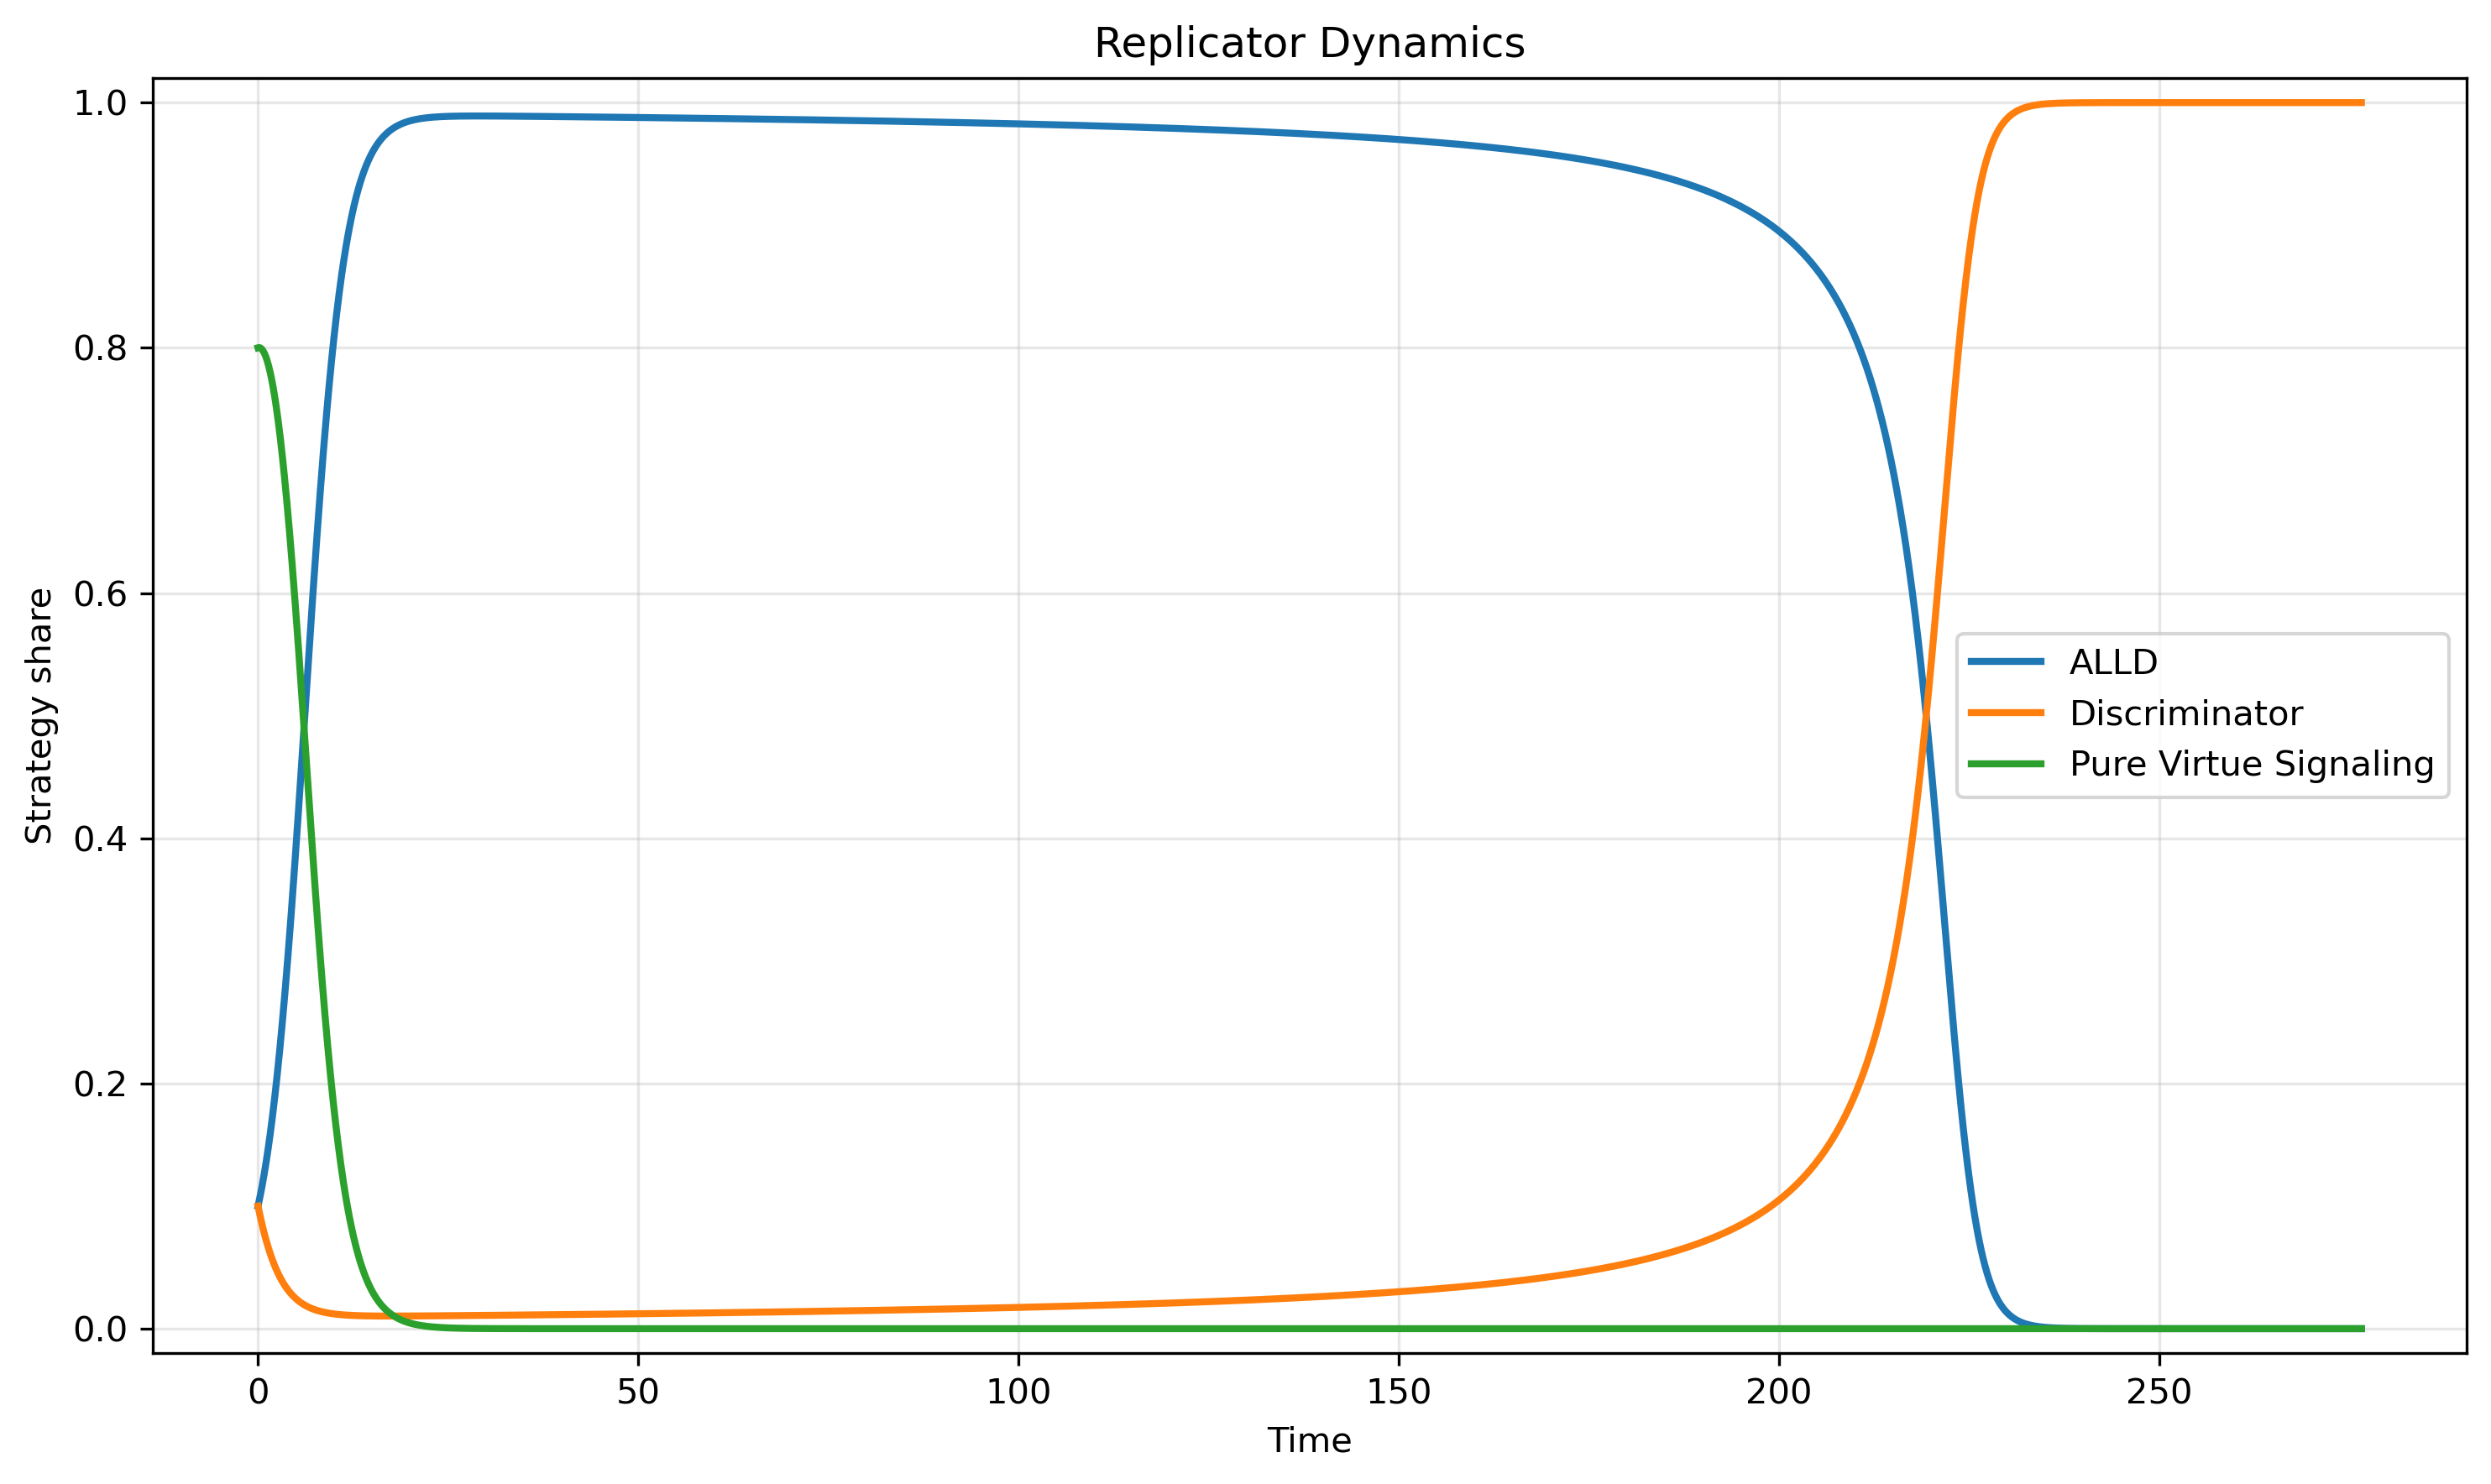 Replicator Dynamics
Strategy share
1.0
0.8
0.6
0.4
0.2
0.0
ALLD
Discriminator
Pure Virtue Signaling
0
50
100
150
200
250
Time